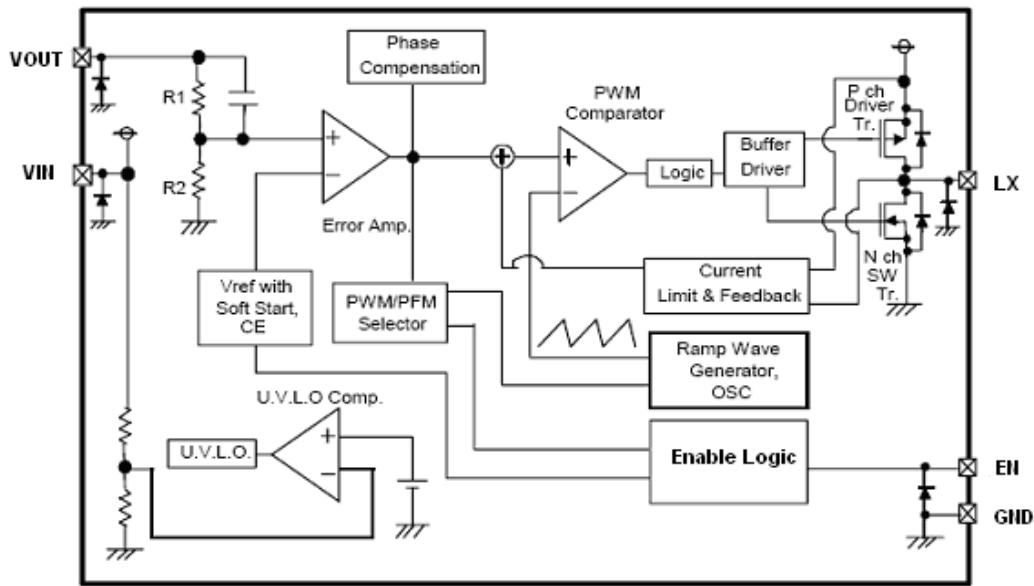 VOUT
R1
Phase
Compensation
PWM
Comparator
P ch
Driver
Tr.
+
+
+
Logic
Buffer
Driver
VIN
R2
−
−
LX
Error Amp.
Vref with
Soft Start,
CE
PWM/PFM
Selector
Current
Limit & Feedback
N ch
SW
Tr.
Ramp Wave
Generator,
OSC
U.V.L.O Comp.
U.V.L.O.
+
−
Enable Logic
EN
GND